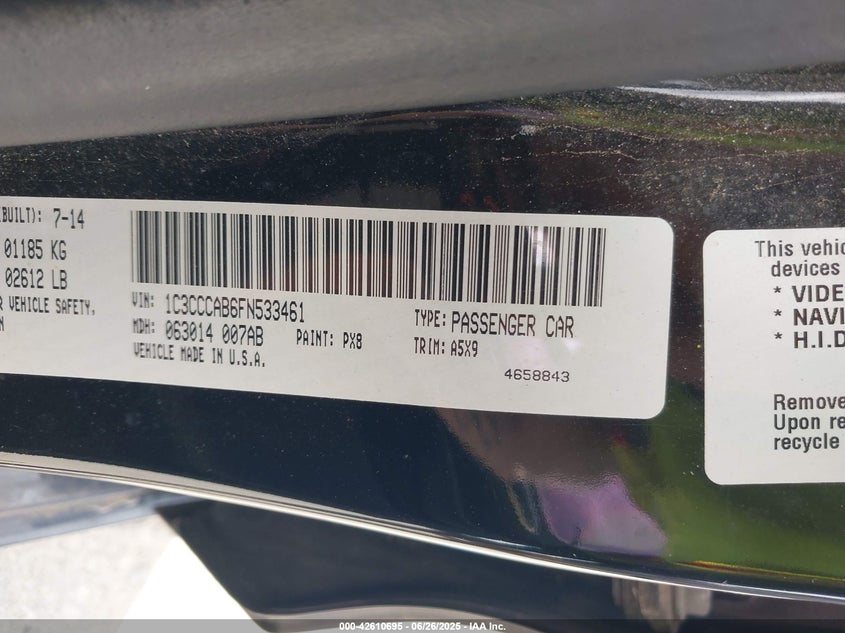 (BUILT): 7-14
01185 KG
02612 LB
R VEHICLE SAFETY,
N
VIN: 1C3CCCAB6FN533461
MDH: 063014 007AB
PAINT: PX8
VEHICLE MADE IN U.S.A.
TYPE: PASSENGER CAR
TRIM: A5X9
4658843
This vehic
devices
* VIDE
* NAVI
* H.I.D
Remove
Upon re
recycle
000-42610695 - 06/26/2025 - IAA Inc.